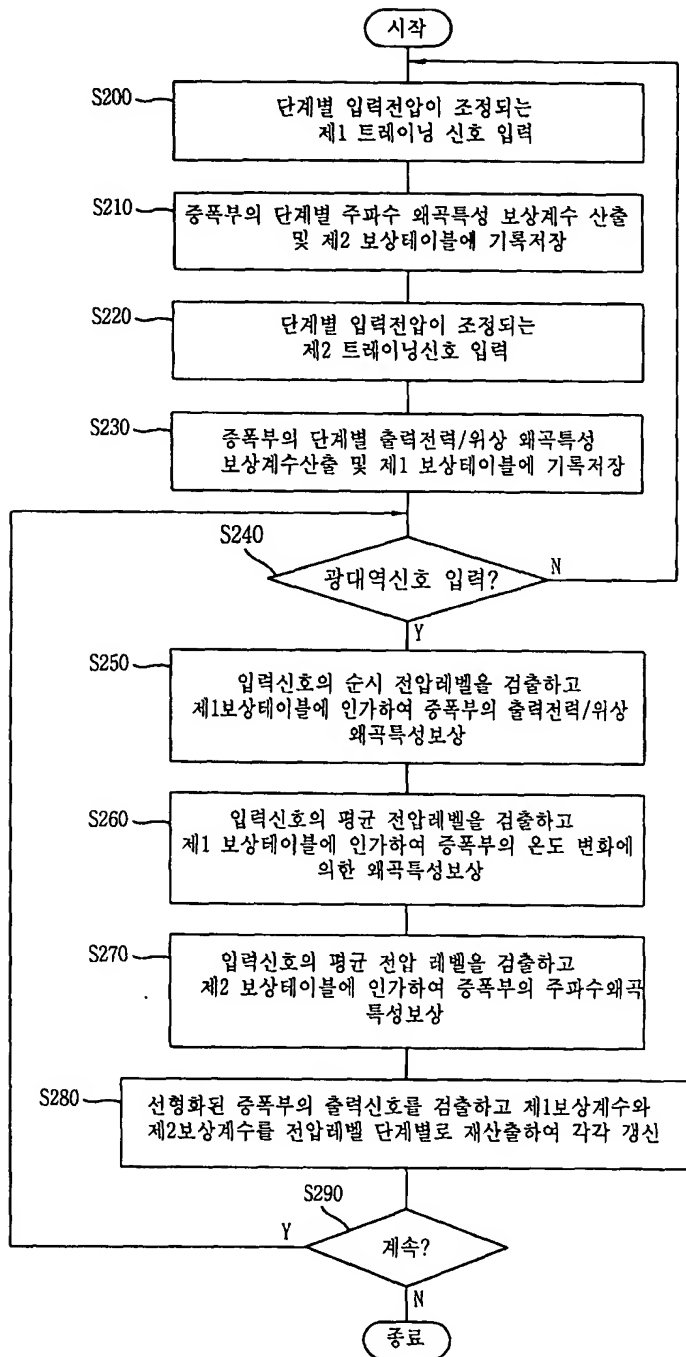 시작
S200
단계별 입력전압이 조정되는
제1 트레이닝 신호 입력
S210
증폭부의 단계별 주파수 왜곡특성 보상계수 산출
및 제2 보상테이블에 기록저장
S220
단계별 입력전압이 조정되는
제2 트레이닝신호 입력
S230
증폭부의 단계별 출력전력/위상 왜곡특성
보상계수산출 및 제1 보상테이블에 기록저장
S240
광대역신호 입력?
N
Y
S250
입력신호의 순시 전압레벨을 검출하고
제1보상테이블에 인가하여 증폭부의 출력전력/위상
왜곡특성보상
S260
입력신호의 평균 전압레벨을 검출하고
제1 보상테이블에 인가하여 증폭부의 온도 변화에
의한 왜곡특성보상
S270
입력신호의 평균 전압 레벨을 검출하고
제2 보상테이블에 인가하여 증폭부의 주파수왜곡
특성보상
S280
선형화된 증폭부의 출력신호를 검출하고 제1보상계수와
제2보상계수를 전압레벨 단계별로 재산출하여 각각 갱신
S290
Y
계속?
N
종료